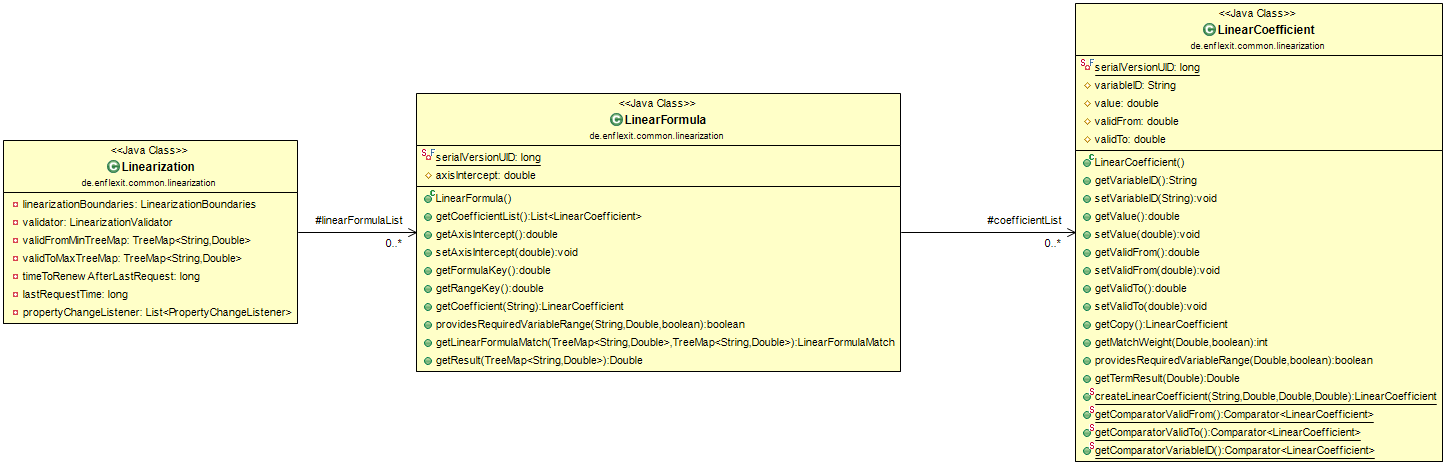 <<Java Class>>
Linearization
de.enflexit.common.linearization
linearizationBoundaries: LinearizationBoundaries
validator: LinearizationValidator
validFromMinTreeMap: TreeMap<String,Double>
validToMaxTreeMap: TreeMap<String,Double>
timeToRenewAfterLastRequest: long
lastRequestTime: long
propertyChangeListener: List<PropertyChangeListener>
#linearFormulaList
0..*
<<Java Class>>
LinearFormula
de.enflexit.common.linearization
serialVersionUID: long
axisIntercept: double
LinearFormula()
getCoefficientList():List<LinearCoefficient>
getAxisIntercept():double
setAxisIntercept(double):void
getFormulaKey():double
getRangeKey():double
getCoefficient(String):LinearCoefficient
providesRequiredVariableRange(String,Double,boolean):boolean
getLinearFormulaMatch(TreeMap<String,Double>,TreeMap<String,Double>):LinearFormulaMatch
getResult(TreeMap<String,Double>):Double
#coefficientList
0..*
<<Java Class>>
LinearCoefficient
de.enflexit.common.linearization
serialVersionUID: long
variableID: String
value: double
validFrom: double
validTo: double
LinearCoefficient()
getVariableID():String
setVariableID(String):void
getValue():double
setValue(double):void
getValidFrom():double
setValidFrom(double):void
getValidTo():double
setValidTo(double):void
getCopy():LinearCoefficient
getMatchWeight(Double,boolean):int
providesRequiredVariableRange(Double,boolean):boolean
getTermResult(Double):Double
createLinearCoefficient(String,Double,Double,Double):LinearCoefficient
getComparatorValidFrom():Comparator<LinearCoefficient>
getComparatorValidTo():Comparator<LinearCoefficient>
getComparatorVariableID():Comparator<LinearCoefficient>